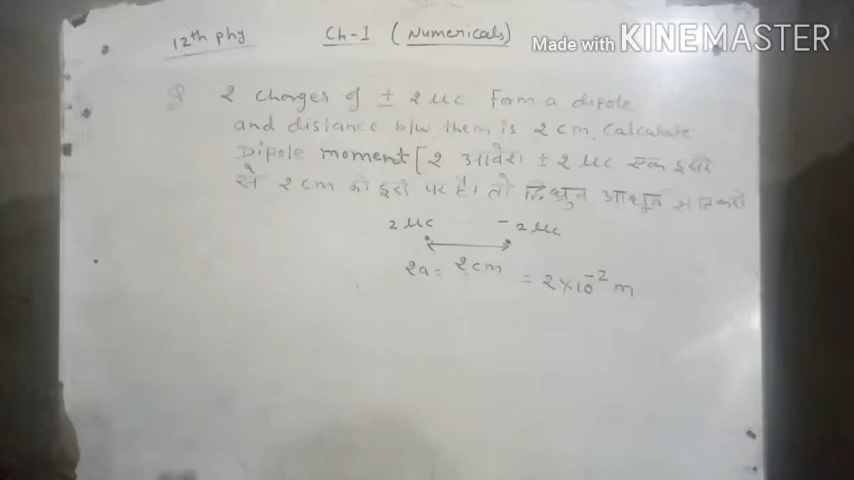 12th phy Ch-1 (Numericals)
Made with KINEMASTER
Q 2 Charges of ± 2 μc Form a dipole
and distance b/w them is 2 cm, Calculate
Dipole moment [2 आवेश ± 2 μc एक दूसरे
से 2 cm की दूरी पर है। तो द्विध्रुव आघूर्ण ज्ञात करो
2 μc - 2 μc
2a = 2cm = 2×10⁻² m